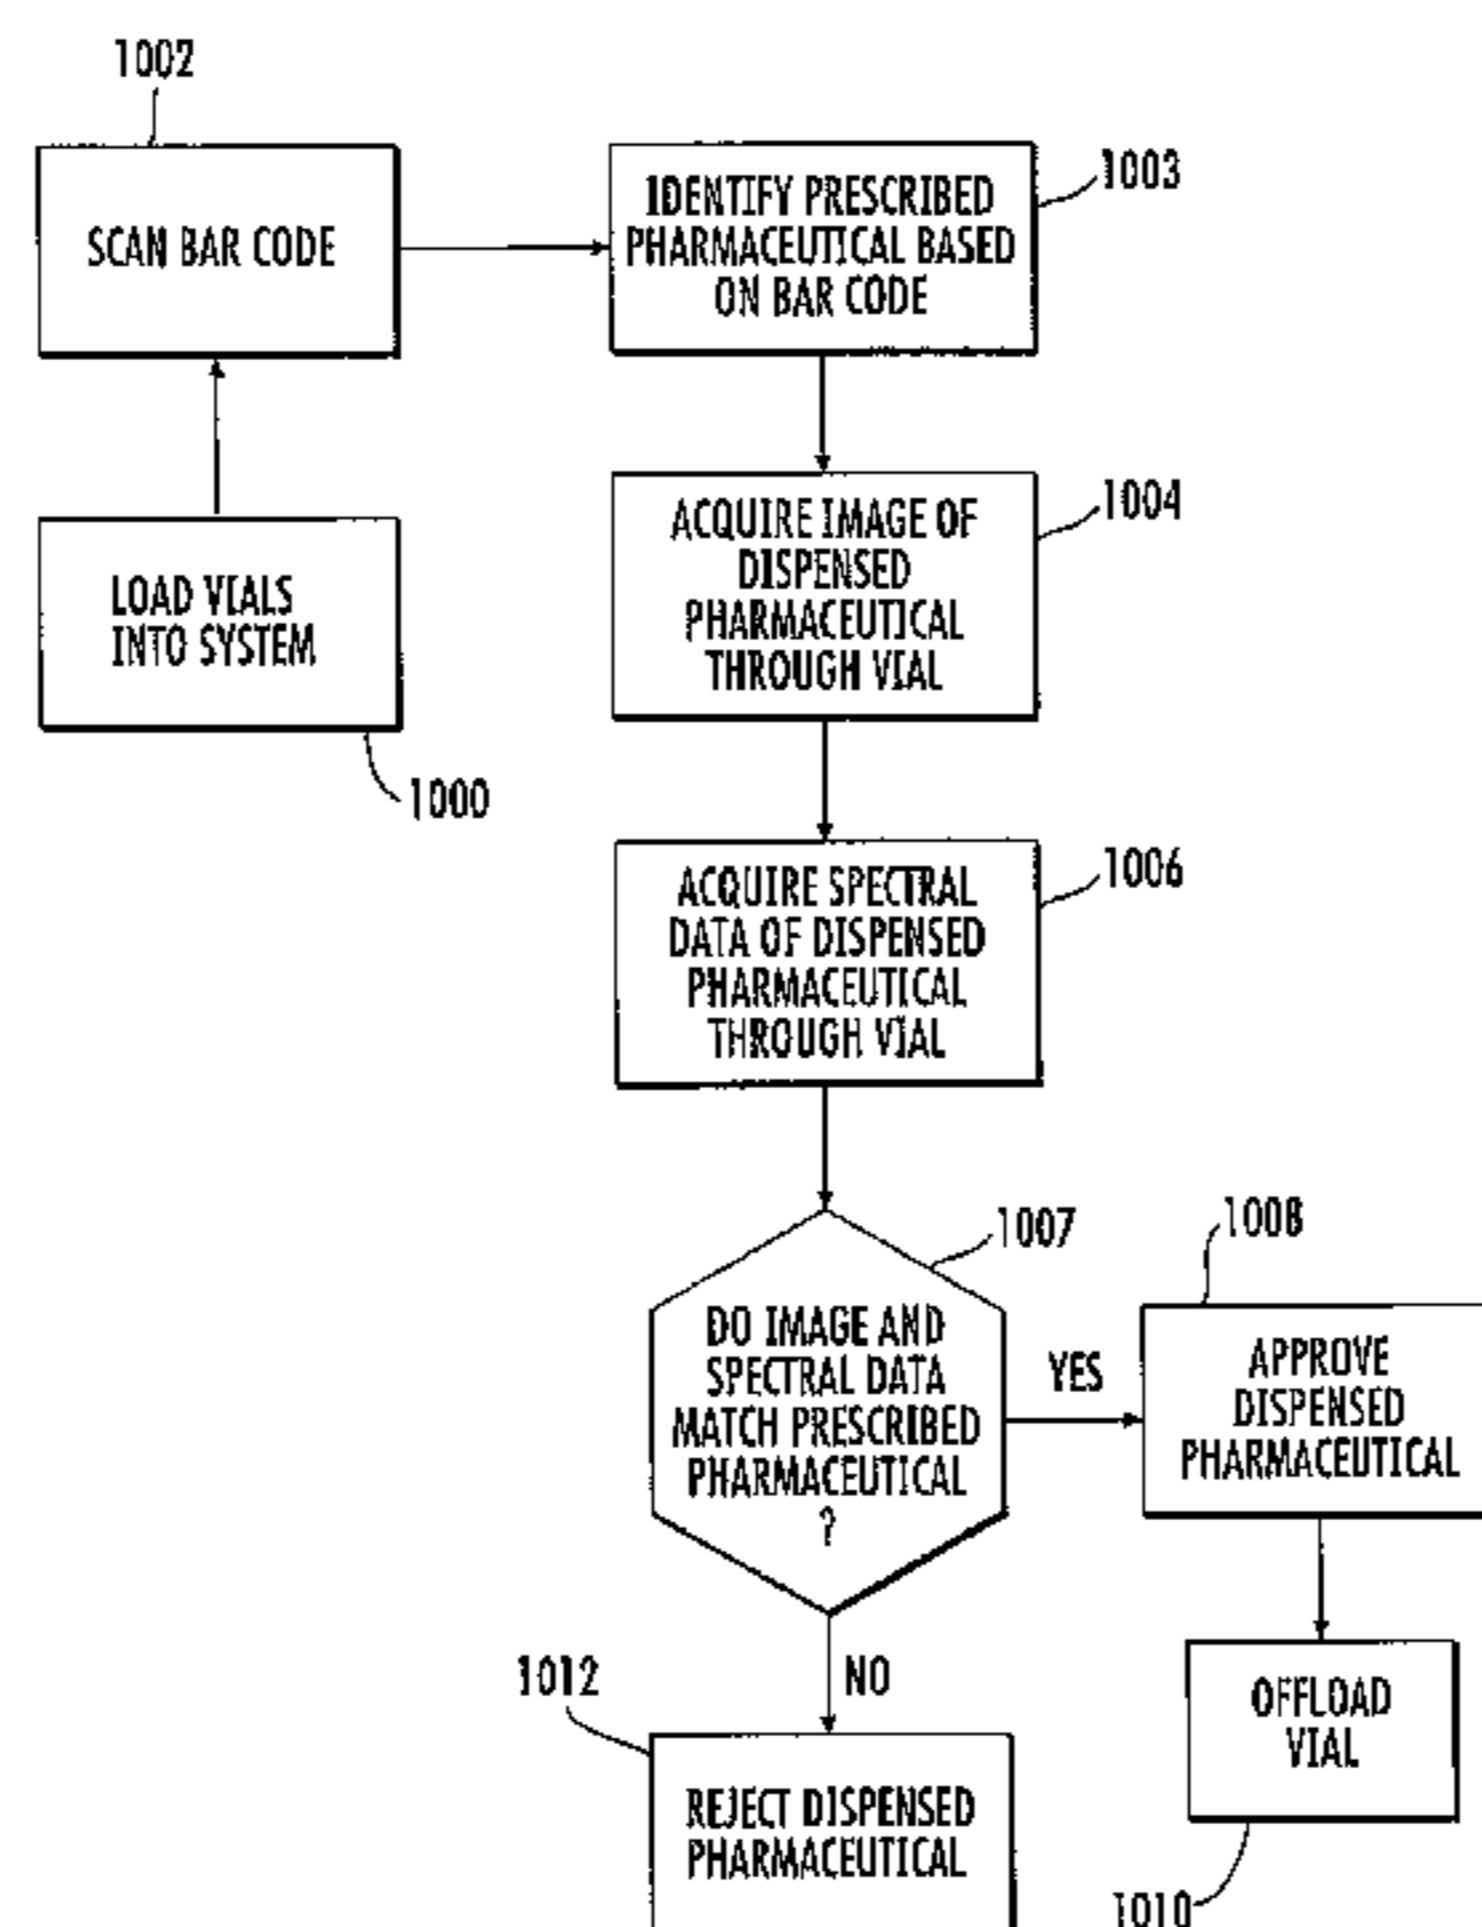 1002
SCAN BAR CODE
IDENTIFY PRESCRIBED
PHARMACEUTICAL BASED
ON BAR CODE
1003
LOAD VIALS
INTO SYSTEM
1000
ACQUIRE IMAGE OF
DISPENSED
PHARMACEUTICAL
THROUGH VIAL
1004
ACQUIRE SPECTRAL
DATA OF DISPENSED
PHARMACEUTICAL
THROUGH VIAL
1006
DO IMAGE AND
SPECTRAL DATA
MATCH PRESCRIBED
PHARMACEUTICAL
?
1007
YES
1008
APPROVE
DISPENSED
PHARMACEUTICAL
NO
OFFLOAD
VIAL
1010
1012
REJECT DISPENSED
PHARMACEUTICAL